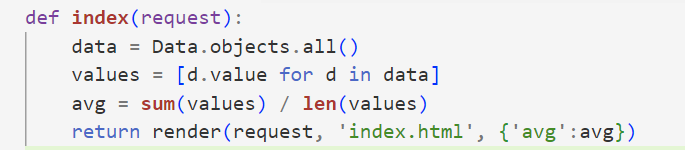 def index(request):
    data = Data.objects.all()
    values = [d.value for d in data]
    avg = sum(values) / len(values)
    return render(request, 'index.html', {'avg':avg})